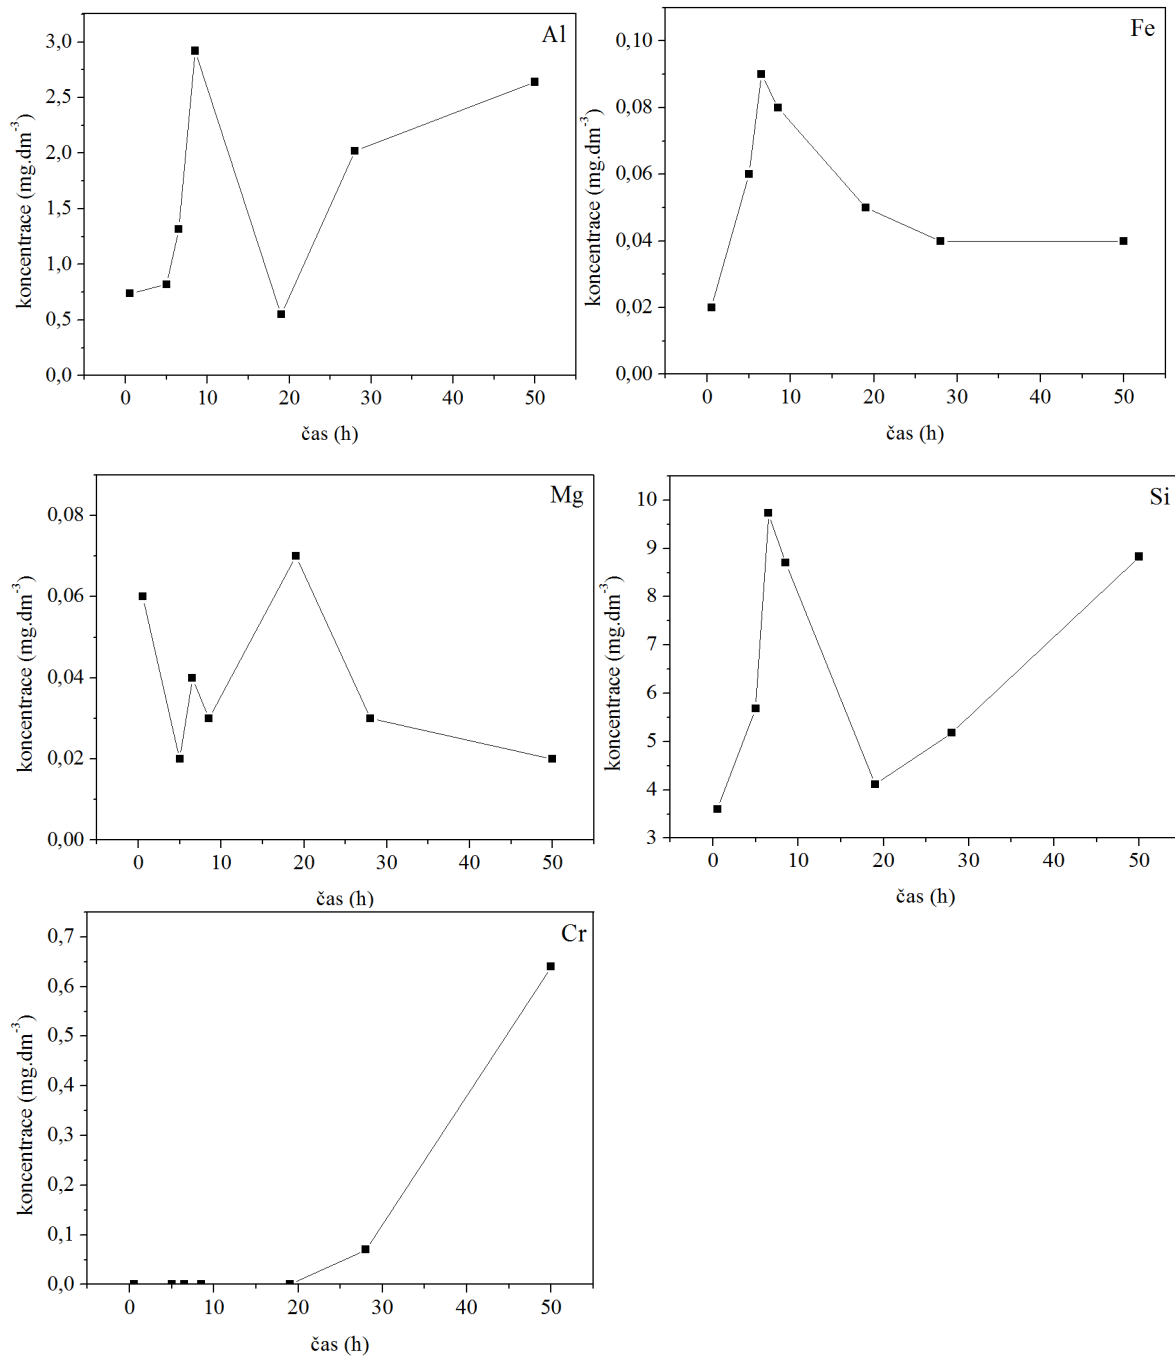 Al
3,0
2,5
2,0
1,5
1,0
0,5
0,0
koncentrace (mg.dm⁻³)
0 10 20 30 40 50
čas (h)
Fe
0,10
0,08
0,06
0,04
0,02
0,00
koncentrace (mg.dm⁻³)
0 10 20 30 40 50
čas (h)
Mg
0,08
0,06
0,04
0,02
0,00
koncentrace (mg.dm⁻³)
0 10 20 30 40 50
čas (h)
Si
10
9
8
7
6
5
4
3
koncentrace (mg.dm⁻³)
0 10 20 30 40 50
čas (h)
Cr
0,7
0,6
0,5
0,4
0,3
0,2
0,1
0,0
koncentrace (mg.dm⁻³)
0 10 20 30 40 50
čas (h)